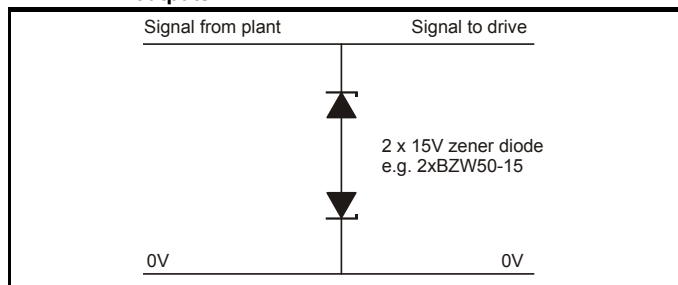 Signal from plant
Signal to drive
2 x 15V zener diode
e.g. 2xBZW50-15
0V
0V